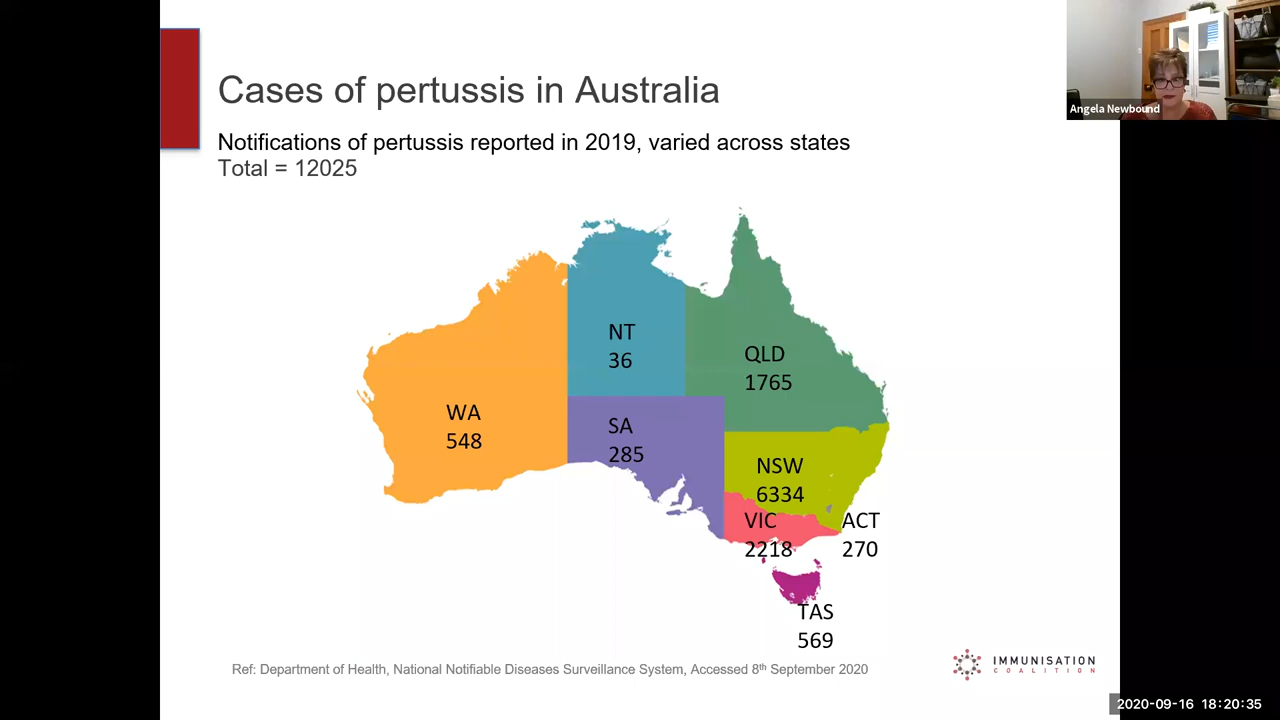 Cases of pertussis in Australia
Notifications of pertussis reported in 2019, varied across states
Total = 12025
Angela Newbound
NT
36
QLD
1765
WA
548
SA
285
NSW
6334
VIC
2218
ACT
270
TAS
569
Ref: Department of Health, National Notifiable Diseases Surveillance System, Accessed 8th September 2020
IMMUNISATION
COALITION
2020-09-16 18:20:35